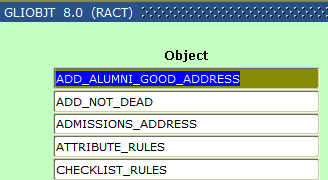 GLIOBJT 8.0 (RACT)
Object
ADD_ALUMNI_GOOD_ADDRESS
ADD_NOT_DEAD
ADMISSIONS_ADDRESS
ATTRIBUTE_RULES
CHECKLIST_RULES